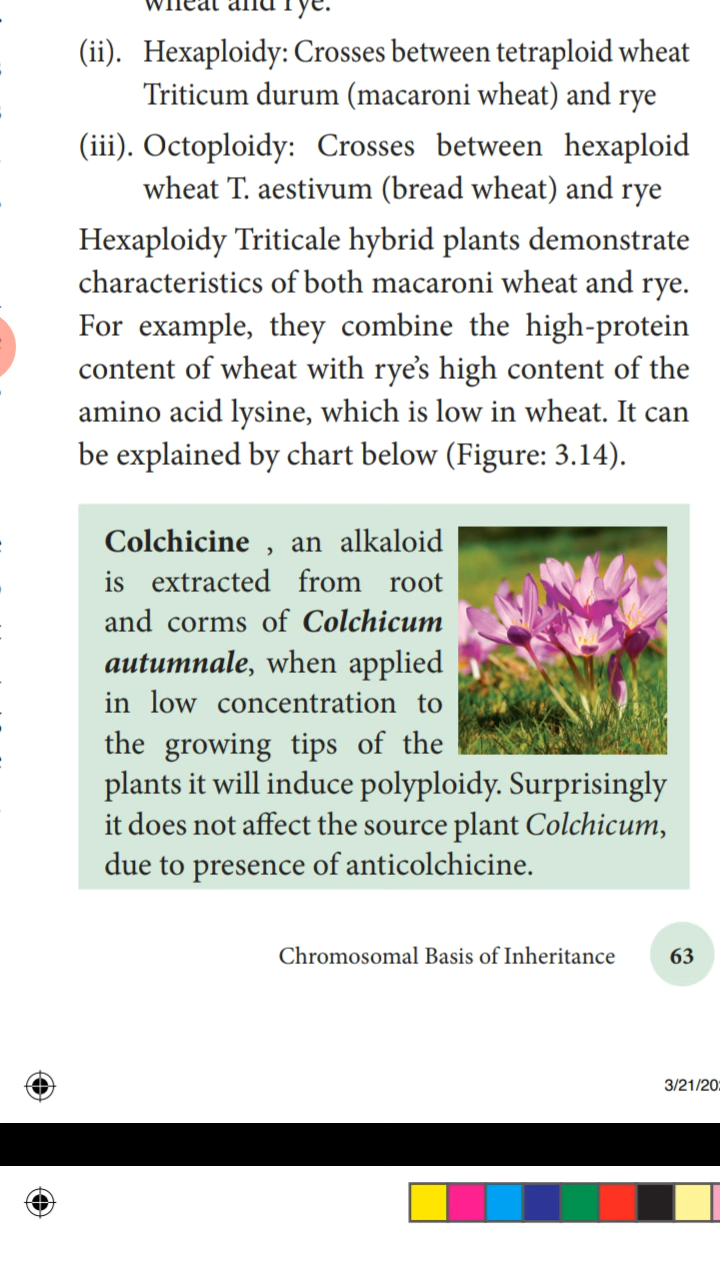 wheat and rye.
(ii). Hexaploidy: Crosses between tetraploid wheat
Triticum durum (macaroni wheat) and rye
(iii). Octoploidy: Crosses between hexaploid
wheat T. aestivum (bread wheat) and rye
Hexaploidy Triticale hybrid plants demonstrate
characteristics of both macaroni wheat and rye.
For example, they combine the high-protein
content of wheat with rye’s high content of the
amino acid lysine, which is low in wheat. It can
be explained by chart below (Figure: 3.14).
Colchicine , an alkaloid
is extracted from root
and corms of Colchicum
autumnale, when applied
in low concentration to
the growing tips of the
plants it will induce polyploidy. Surprisingly
it does not affect the source plant Colchicum,
due to presence of anticolchicine.
Chromosomal Basis of Inheritance 63